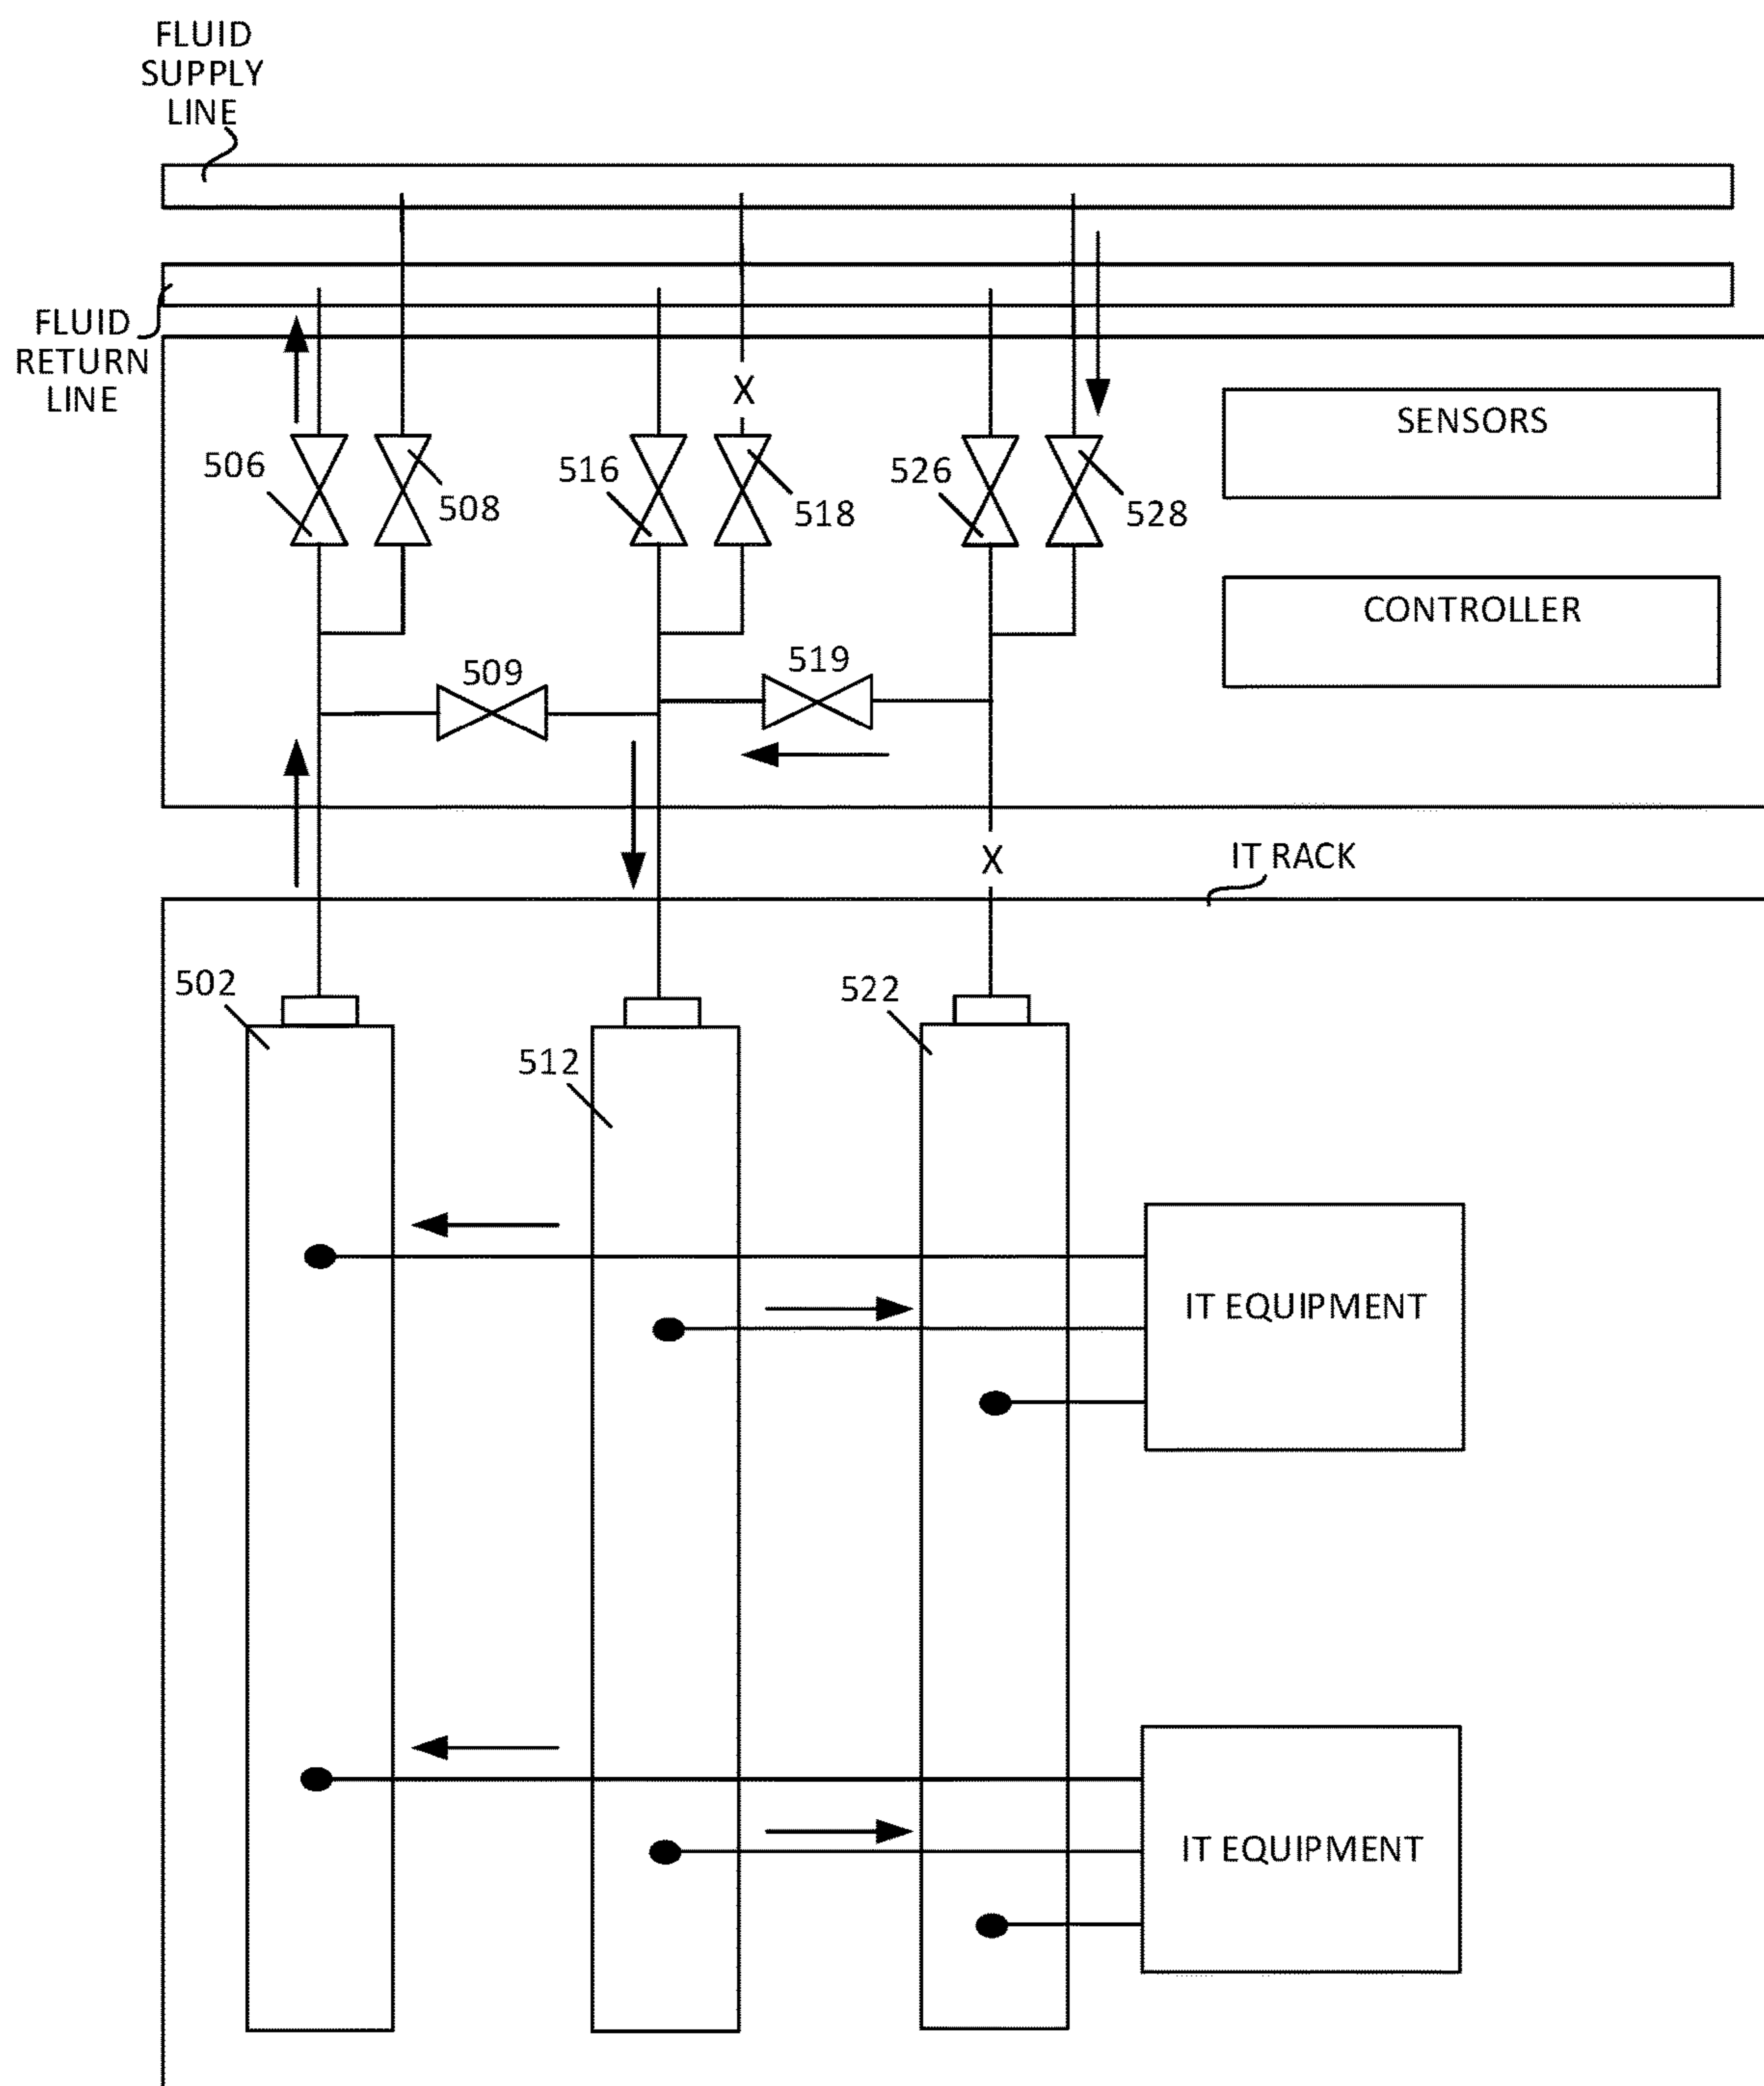 FLUID
SUPPLY
LINE
FLUID
RETURN
LINE
X
SENSORS
506
508
516
518
526
528
CONTROLLER
509
519
X
IT RACK
502
512
522
IT EQUIPMENT
IT EQUIPMENT